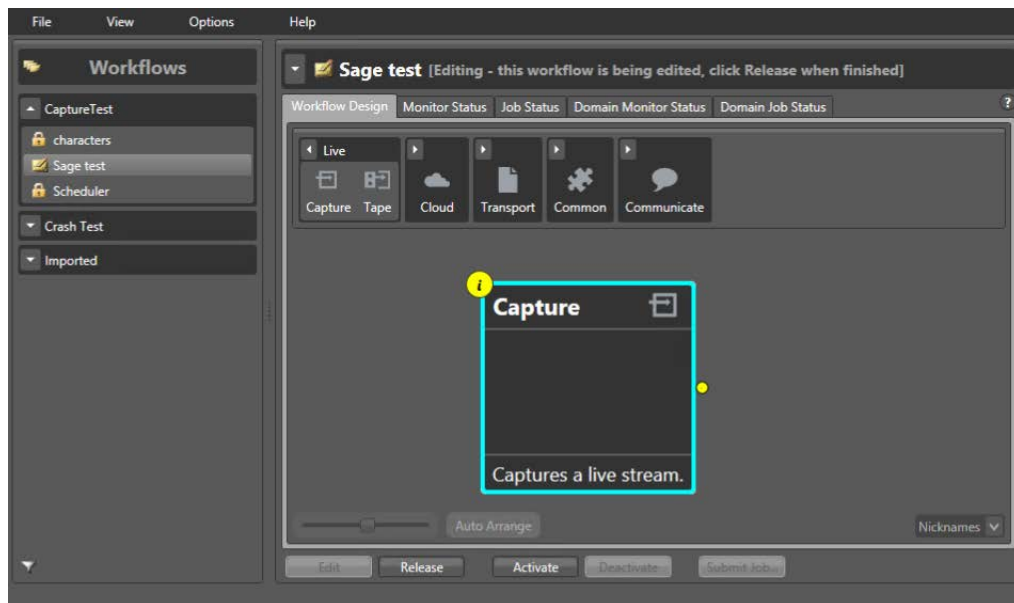 File View Options Help
Workflows
CaptureTest
characters
Sage test
Scheduler
Crash Test
Imported
Sage test [Editing - this workflow is being edited, click Release when finished]
Workflow Design Monitor Status Job Status Domain Monitor Status Domain Job Status ?
Live
Capture Tape Cloud Transport Common Communicate
i
Capture
Captures a live stream.
Auto Arrange Nicknames
Edit Release Activate Deactivate Submit Job...